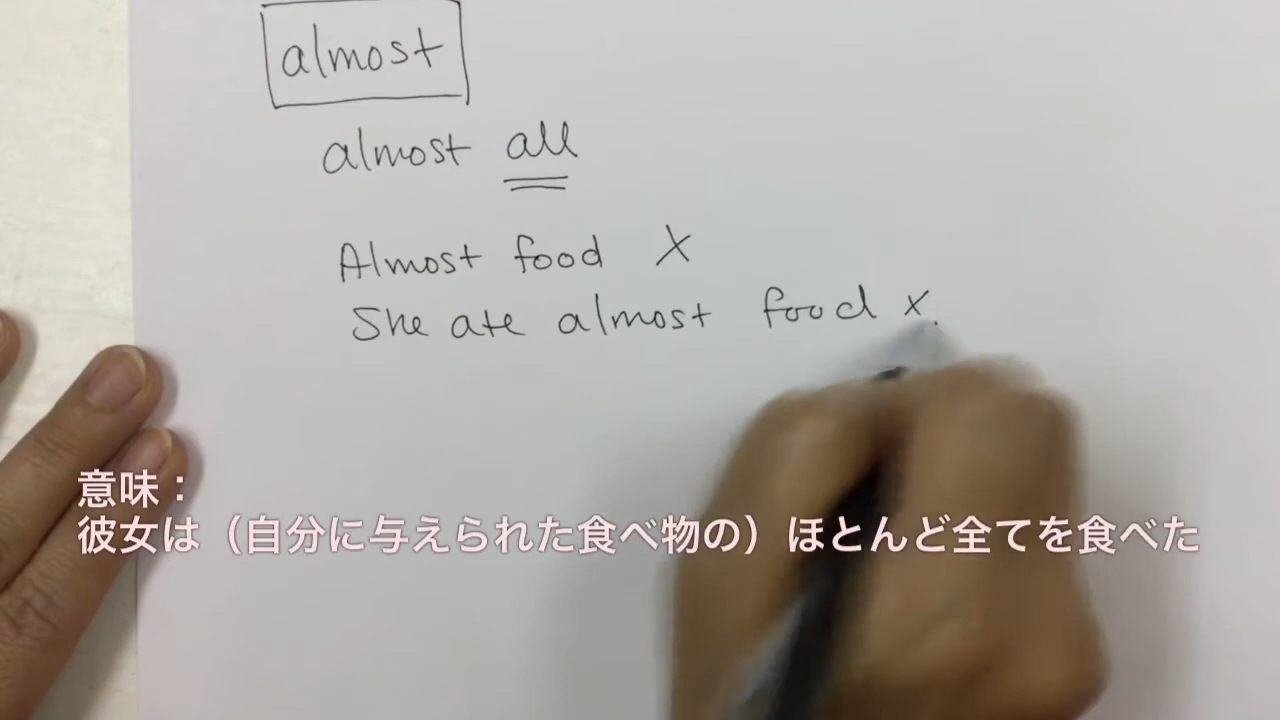 almost
almost all
Almost food X
She ate almost food x.
意味：
彼女は（自分に与えられた食べ物の）ほとんど全てを食べた